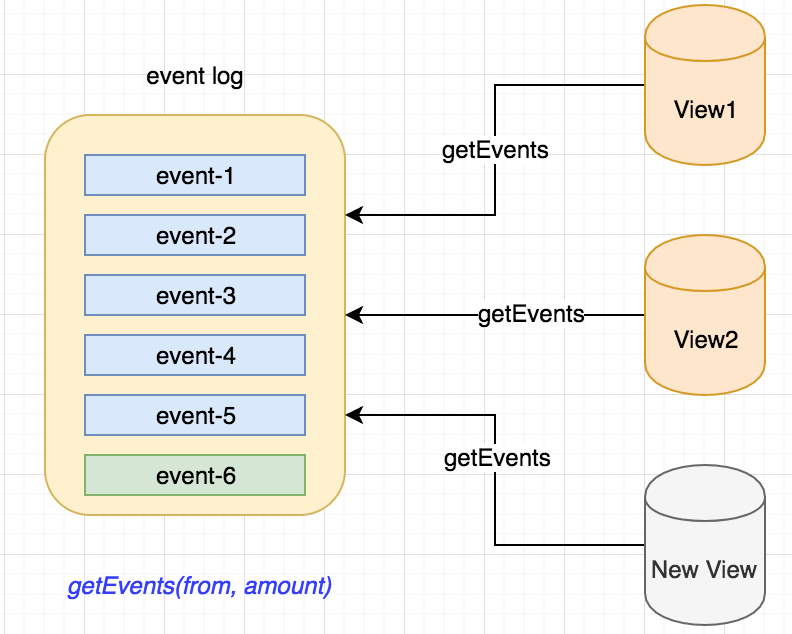 event log
event-1
event-2
event-3
event-4
event-5
event-6
getEvents(from, amount)
getEvents
View1
getEvents
View2
getEvents
New View